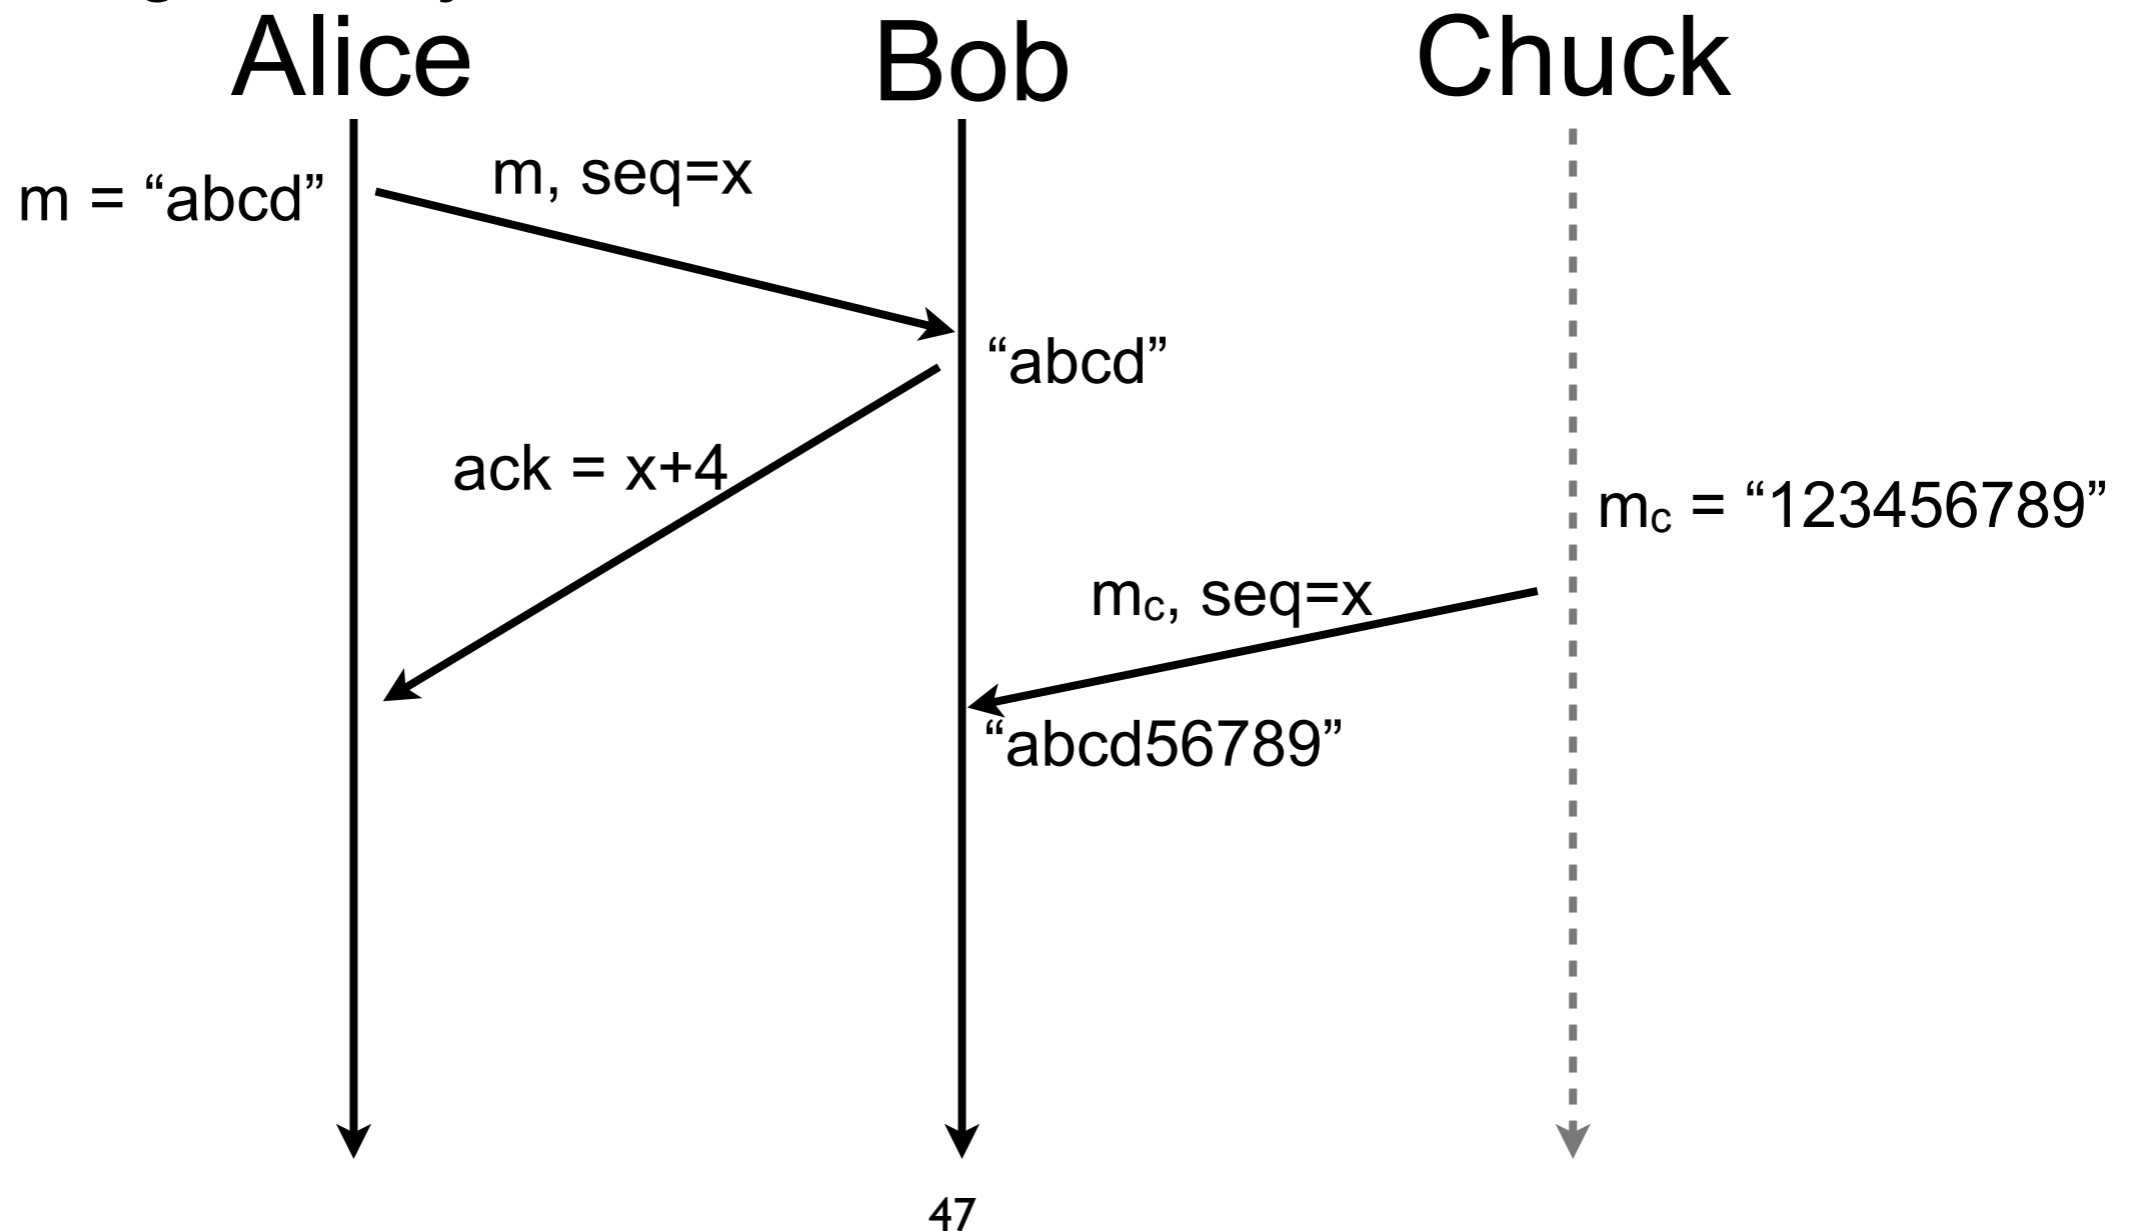 Alice Bob Chuck
m = “abcd”
m, seq=x
“abcd”
ack = x+4
mc = “123456789”
mc, seq=x
“abcd56789”
47